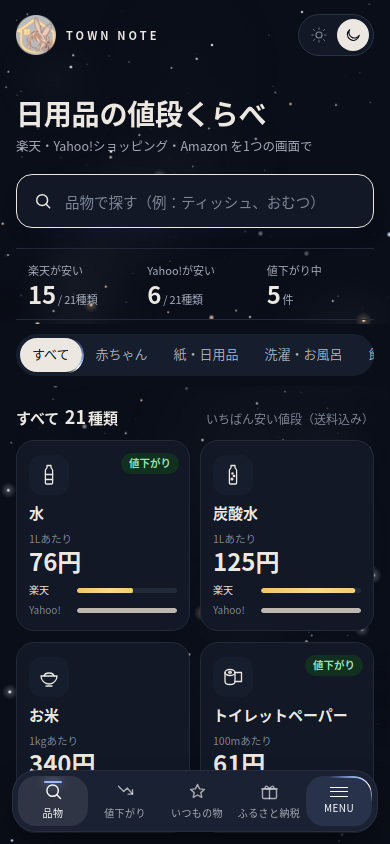 TOWN NOTE
日用品の値段くらべ
楽天・Yahoo!ショッピング・Amazon を1つの画面で
品物で探す（例：ティッシュ、おむつ）
楽天が安い Yahoo!が安い 値下がり中
15 / 21種類 6 / 21種類 5 件
すべて 赤ちゃん 紙・日用品 洗濯・お風呂
すべて 21種類 いちばん安い値段（送料込み）
値下がり
水
1Lあたり
76円
楽天
Yahoo!
炭酸水
1Lあたり
125円
楽天
Yahoo!
お米
1kgあたり
340円
値下がり
トイレットペーパー
100mあたり
61円
品物 値下がり いつもの物 ふるさと納税 MENU